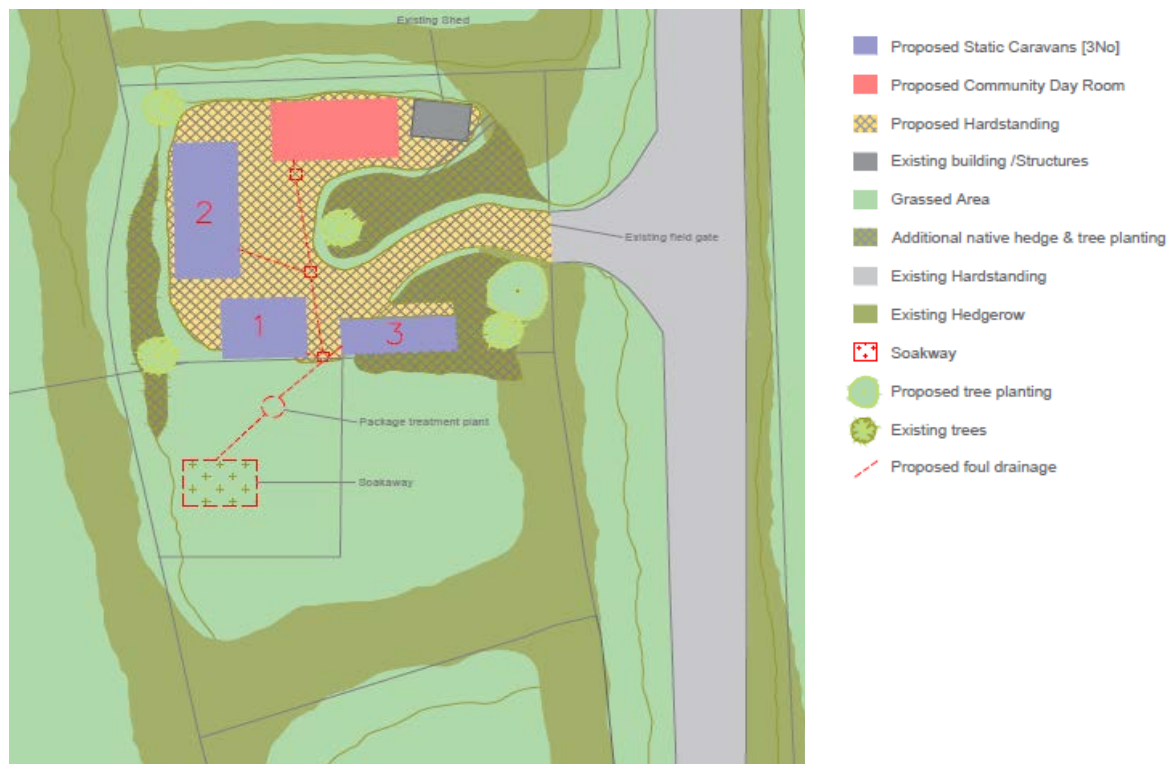 Existing Shed
2
1
3
Existing field gate
Package treatment plant
Soakaway
Proposed Static Caravans [3No]
Proposed Community Day Room
Proposed Hardstanding
Existing building /Structures
Grassed Area
Additional native hedge & tree planting
Existing Hardstanding
Existing Hedgerow
Soakway
Proposed tree planting
Existing trees
Proposed foul drainage